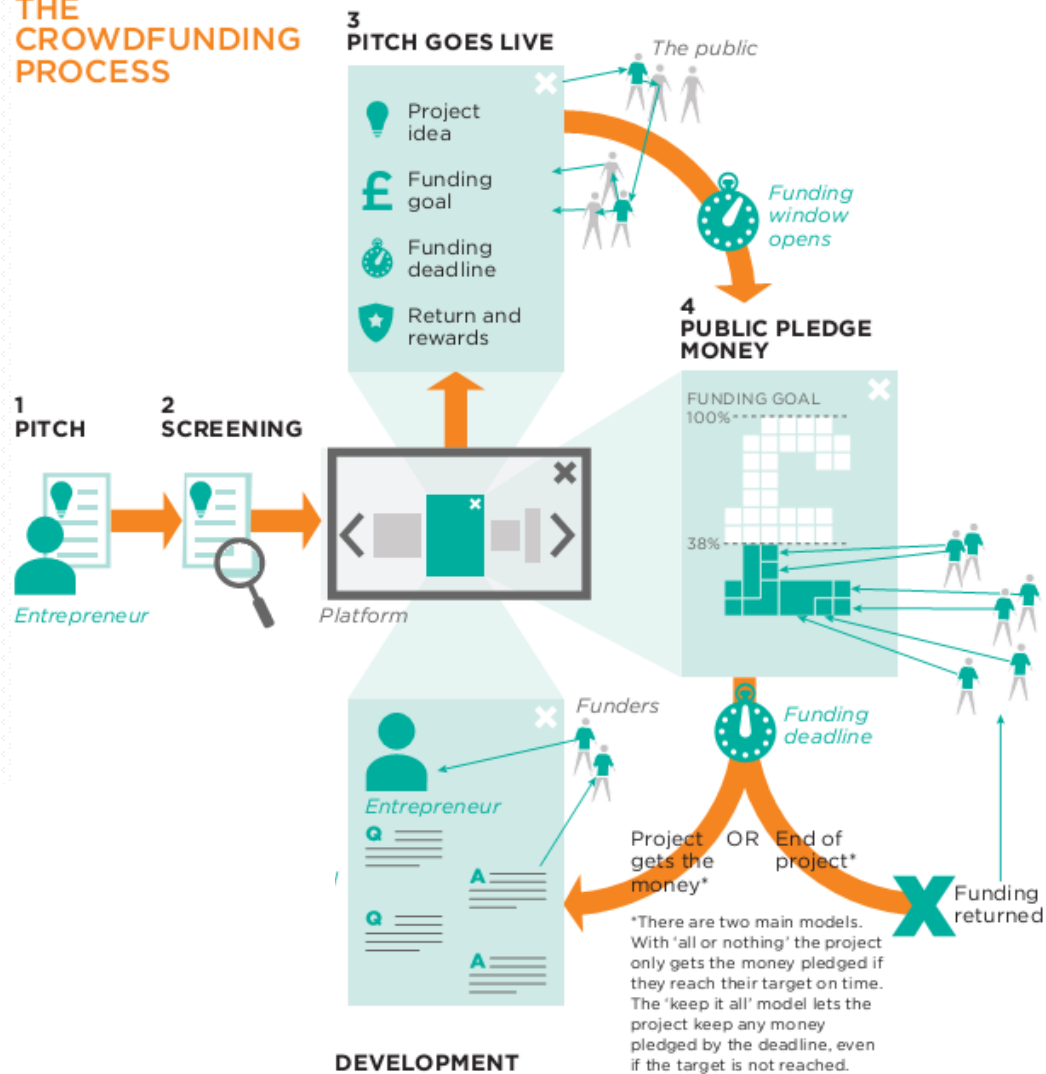 THE
CROWDFUNDING
PROCESS
3
PITCH GOES LIVE
The public
Project
idea
£
Funding
goal
Funding
deadline
Return and
rewards
Funding
window
opens
1
PITCH
2
SCREENING
Entrepreneur
Platform
4
PUBLIC PLEDGE
MONEY
FUNDING GOAL
100%
38%
Funding
deadline
Funders
Entrepreneur
Q
A
Q
A
Project
gets the
money*
OR
End of
project*
Funding
returned
*There are two main models.
With ‘all or nothing’ the project
only gets the money pledged if
they reach their target on time.
The ‘keep it all’ model lets the
project keep any money
pledged by the deadline, even
if the target is not reached.
DEVELOPMENT